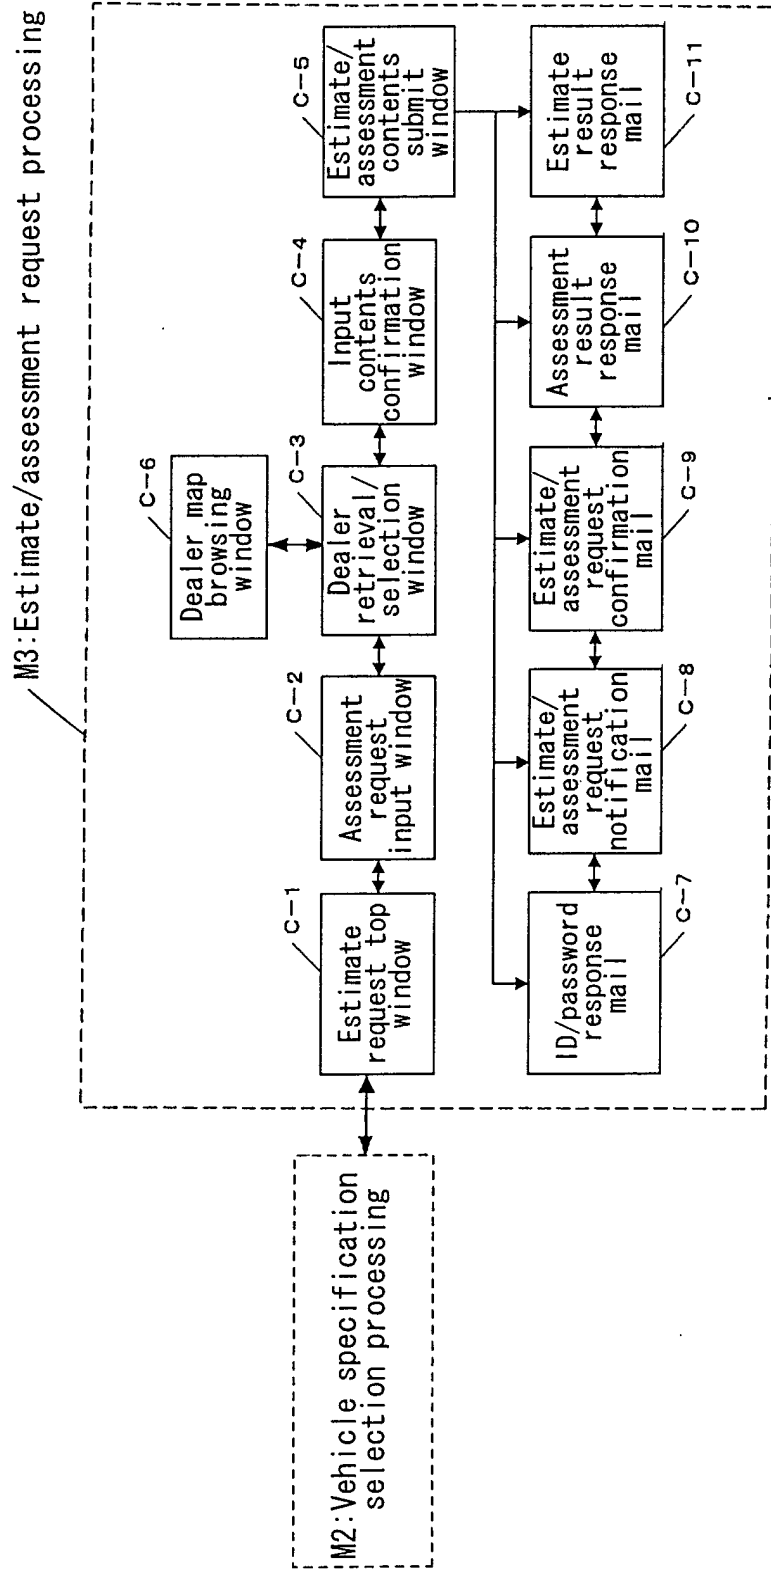 M3:Estimate/assessment request processing
C-6
Dealer map
browsing
window
C-1
Estimate
request top
window
C-2
Assessment
request
input window
C-3
Dealer
retrieval/
selection
window
C-4
Input
contents
confirmation
window
C-5
Estimate/
assessment
contents
submit
window
M2:Vehicle specification
selection processing
ID/password
response
mail
C-7
Estimate/
assessment
request
notification
mail
C-8
Estimate/
assessment
request
confirmation
mail
C-9
Assessment
result
response
mail
C-10
Estimate
result
response
mail
C-11